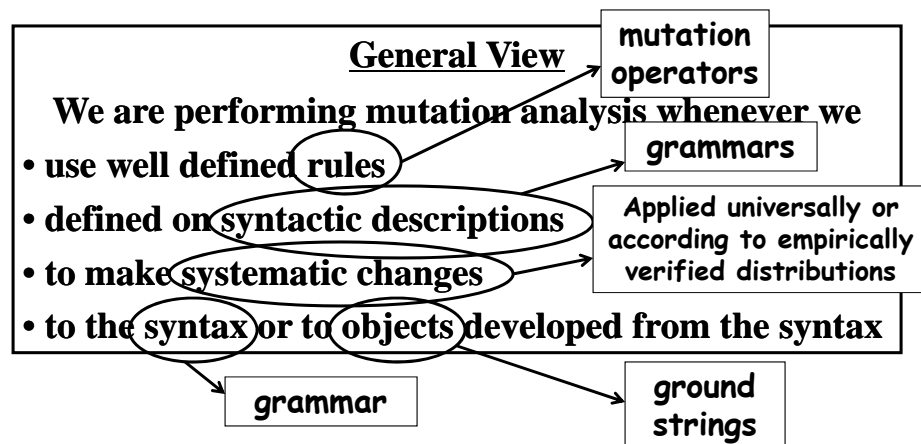 General View
mutation
operators
We are performing mutation analysis whenever we
• use well defined rules
grammars
• defined on syntactic descriptions
Applied universally or
according to empirically
verified distributions
• to make systematic changes
• to the syntax or to objects developed from the syntax
grammar
ground
strings